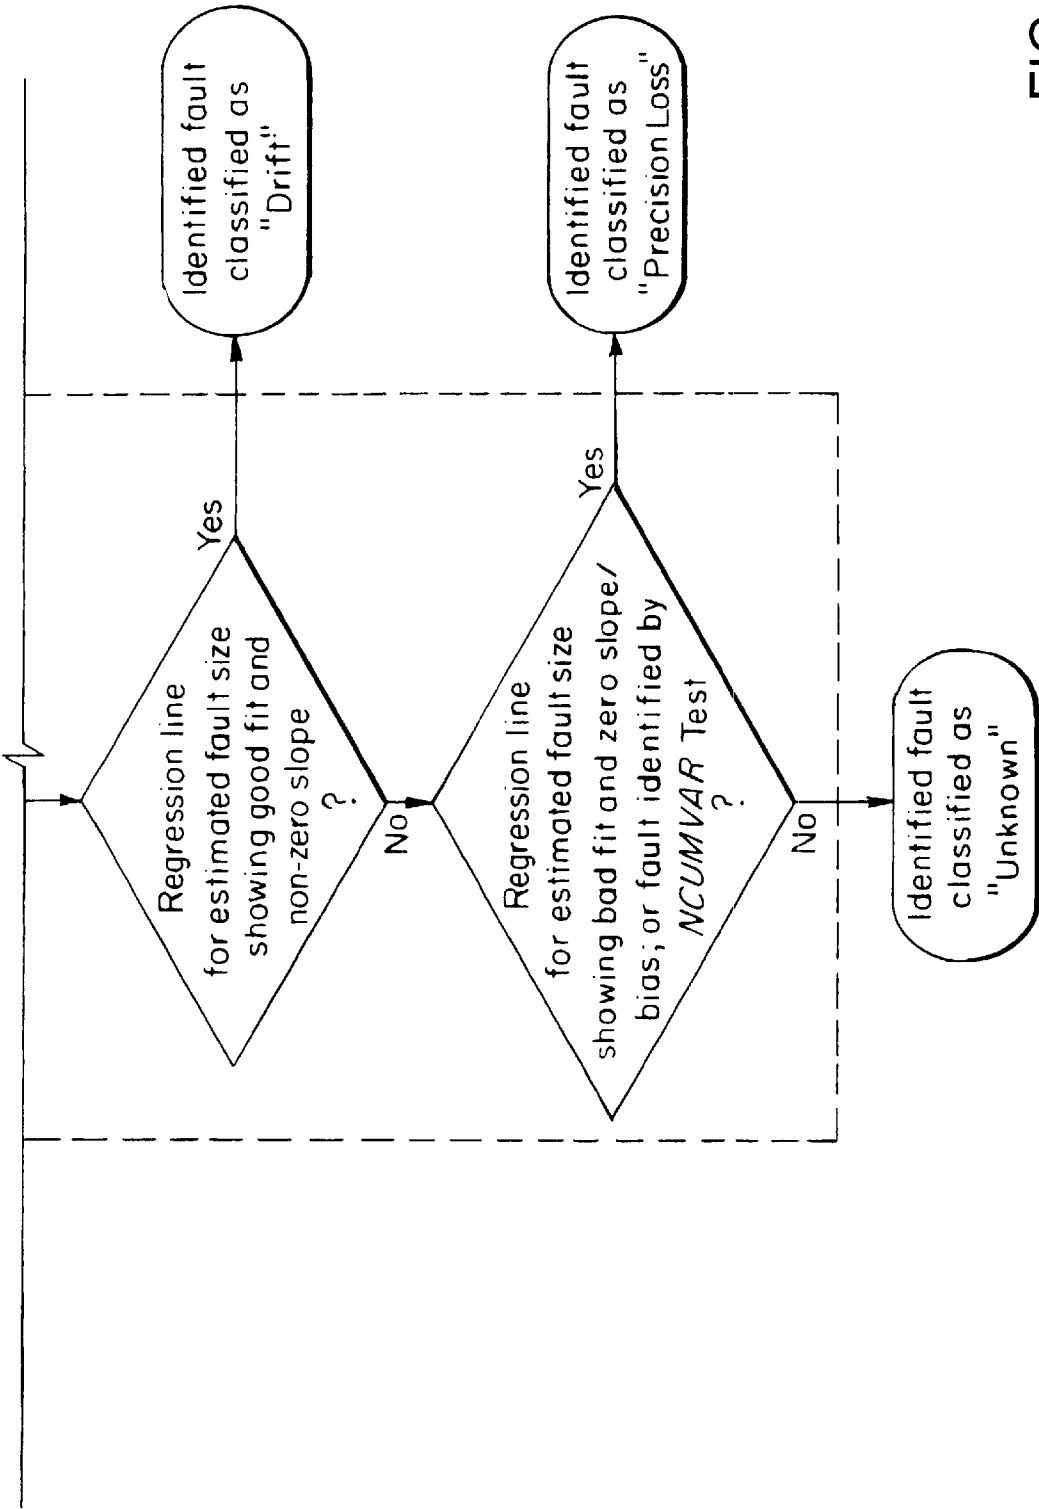 Regression line
for estimated fault size
showing good fit and
non-zero slope
?
Yes
Identified fault
classified as
"Drift"
No
Regression line
for estimated fault size
showing bad fit and zero slope/
bias; or fault identified by
NCUMVAR Test
?
Yes
Identified fault
classified as
"Precision Loss"
No
Identified fault
classified as
"Unknown"